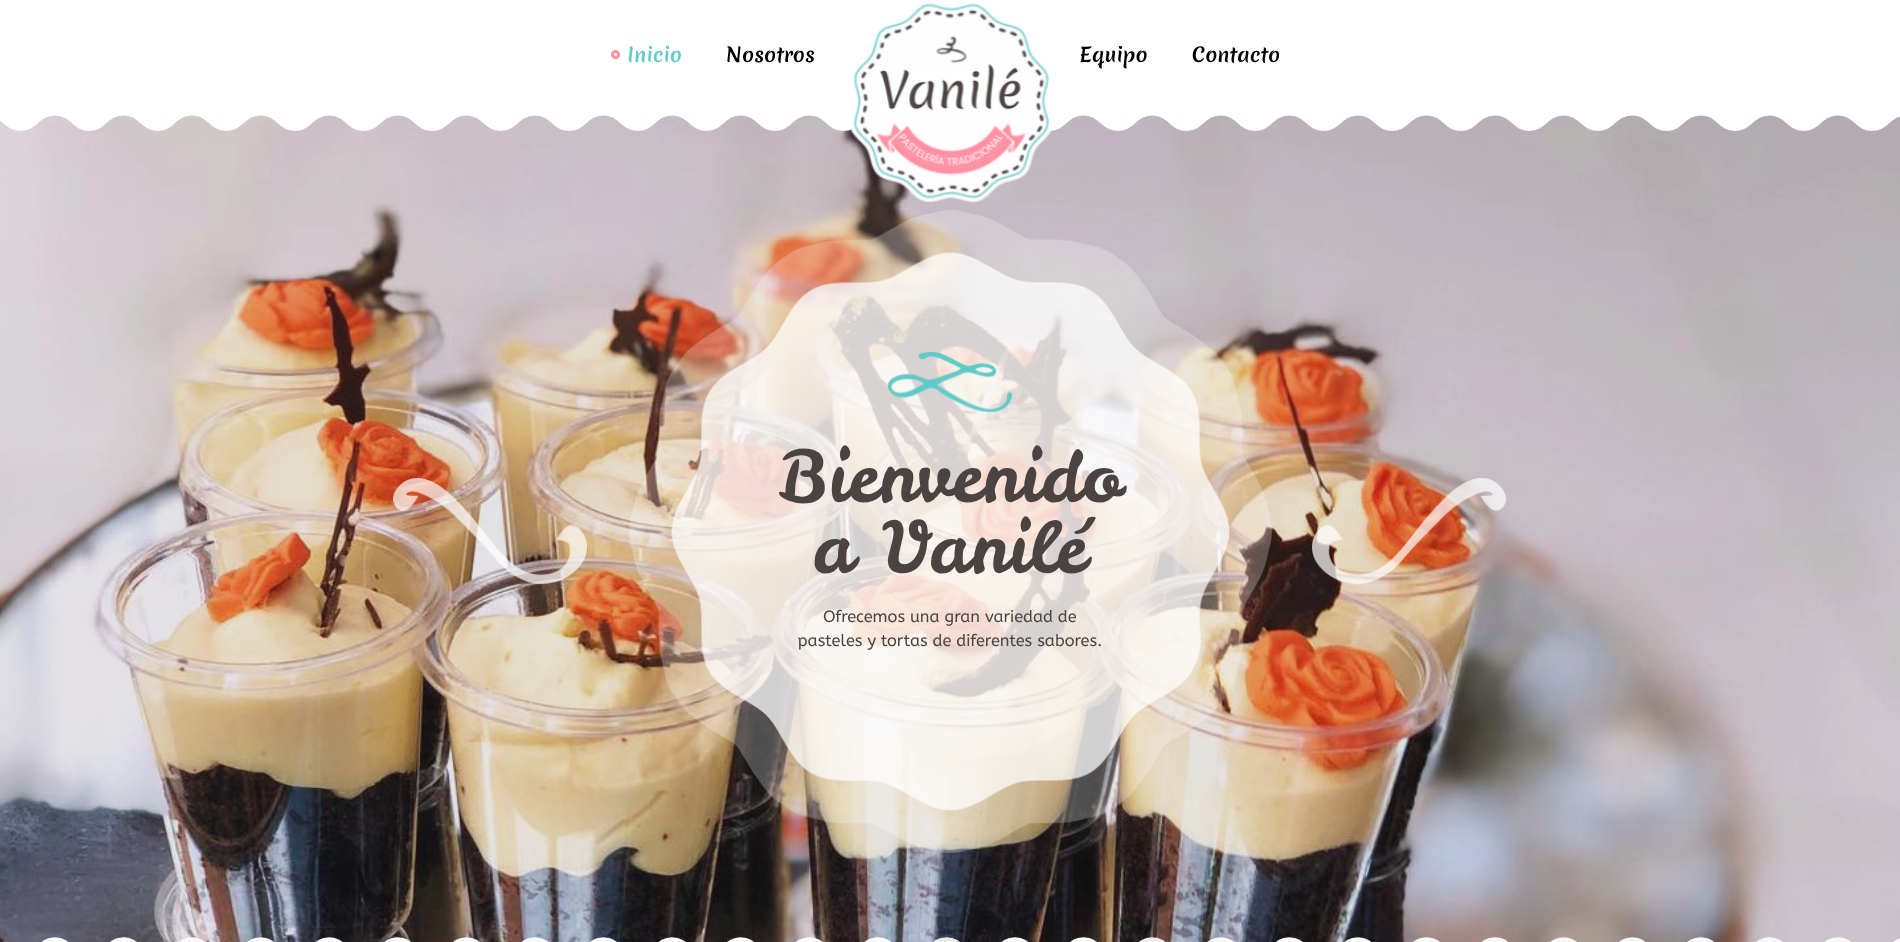 Inicio
Nosotros
Vanilé
PASTELERÍA TRADICIONAL
Equipo
Contacto
Bienvenido
a Vanilé
Ofrecemos una gran variedad de
pasteles y tortas de diferentes sabores.